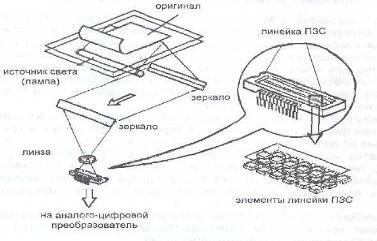 оригинал
линейка ПЗС
источник света
(лампа)
зеркало
зеркало
линза
элементы линейки ПЗС
на аналого-цифровой
преобразователь